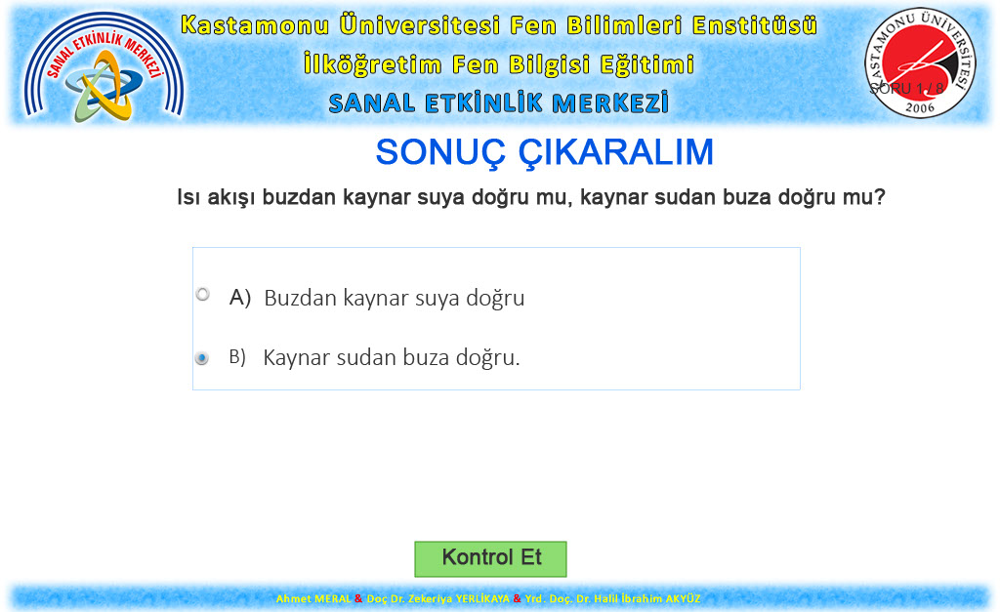 Kastamonu Üniversitesi Fen Bilimleri Enstitüsü
İlköğretim Fen Bilgisi Eğitimi
SANAL ETKİNLİK MERKEZİ
SANAL ETKİNLİK MERKEZİ
KASTAMONU ÜNİVERSİTESİ
SORU 1 / 8
2006
SONUÇ ÇIKARALIM
Isı akışı buzdan kaynar suya doğru mu, kaynar sudan buza doğru mu?
A) Buzdan kaynar suya doğru
B) Kaynar sudan buza doğru.
Kontrol Et
Ahmet MERAL & Doç Dr. Zekeriya YERLİKAYA & Yrd. Doç. Dr. Halil İbrahim AKYÜZ